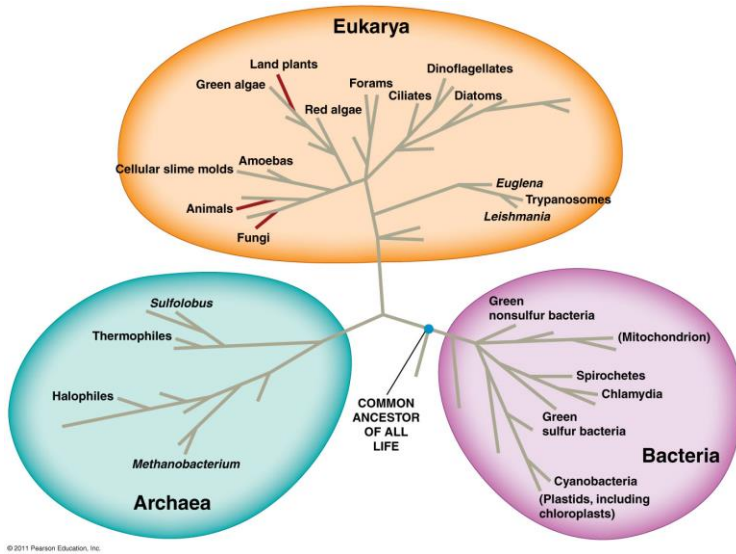 Eukarya
Land plants
Green algae
Forams
Dinoflagellates
Red algae
Ciliates
Diatoms
Cellular slime molds
Amoebas
Euglena
Trypanosomes
Leishmania
Animals
Fungi
Sulfolobus
Thermophiles
Halophiles
Methanobacterium
Archaea
COMMON
ANCESTOR
OF ALL
LIFE
Green
nonsulfur bacteria
(Mitochondrion)
Spirochetes
Chlamydia
Green
sulfur bacteria
Bacteria
Cyanobacteria
(Plastids, including
chloroplasts)
© 2011 Pearson Education, Inc.